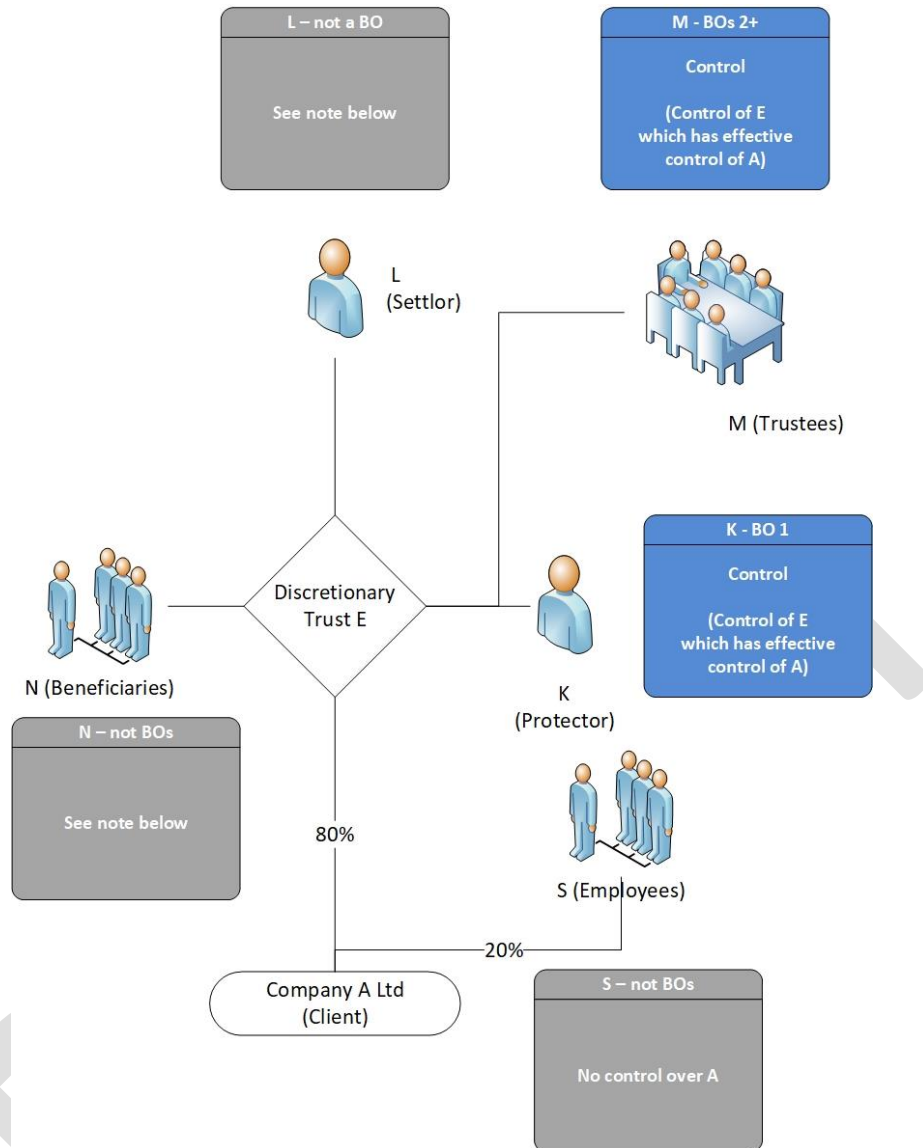 L – not a BO
See note below
M - BOs 2+
Control
(Control of E
which has effective
control of A)
L
(Settlor)
M (Trustees)
Discretionary
Trust E
N (Beneficiaries)
K
(Protector)
K - BO 1
Control
(Control of E
which has effective
control of A)
N – not BOs
See note below
80%
S (Employees)
20%
Company A Ltd
(Client)
S – not BOs
No control over A